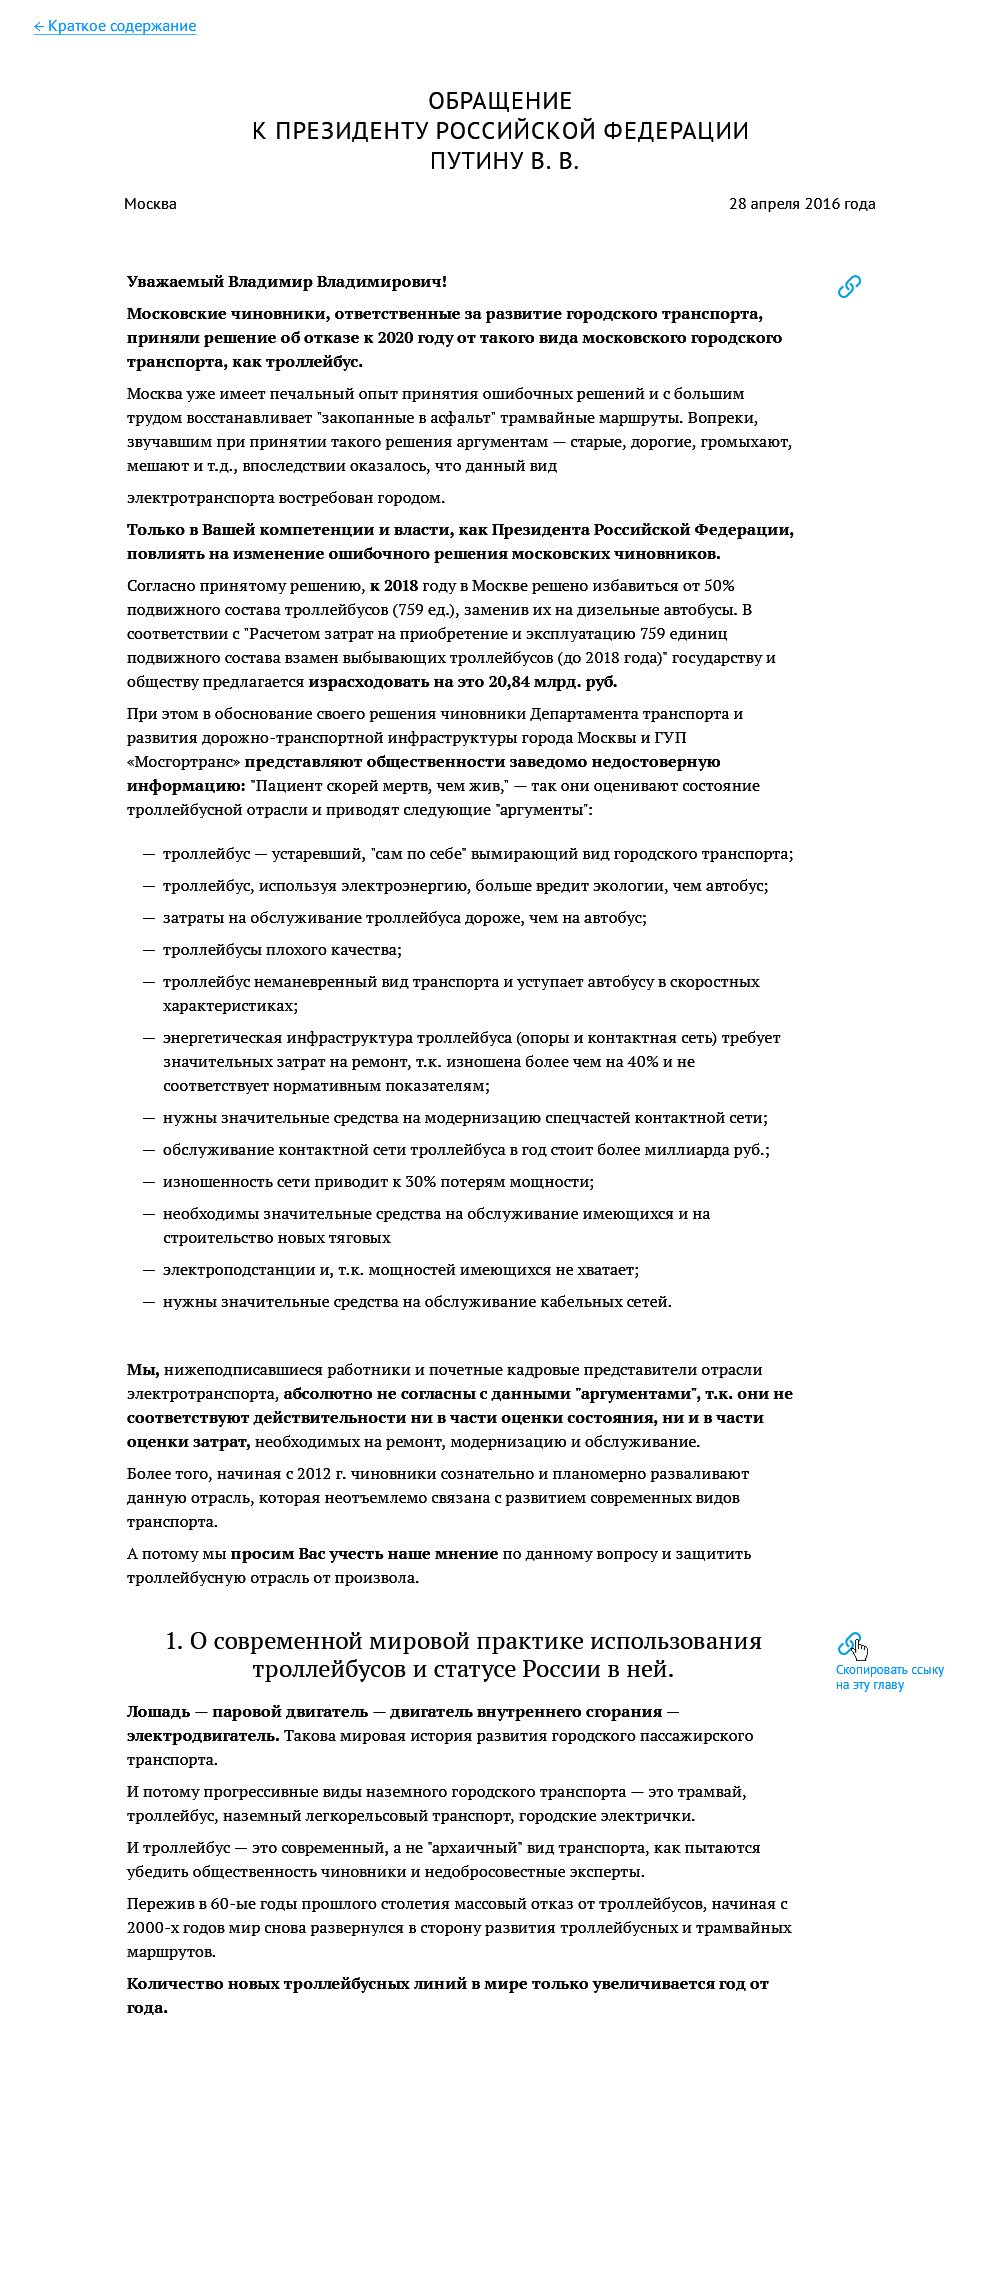 ← Краткое содержание
ОБРАЩЕНИЕ
К ПРЕЗИДЕНТУ РОССИЙСКОЙ ФЕДЕРАЦИИ
ПУТИНУ В. В.
Москва
28 апреля 2016 года
Уважаемый Владимир Владимирович!
Московские чиновники, ответственные за развитие городского транспорта,
приняли решение об отказе к 2020 году от такого вида московского городского
транспорта, как троллейбус.
Москва уже имеет печальный опыт принятия ошибочных решений и с большим
трудом восстанавливает "закопанные в асфальт" трамвайные маршруты. Вопреки,
звучавшим при принятии такого решения аргументам — старые, дорогие, громыхают,
мешают и т.д., впоследствии оказалось, что данный вид
электротранспорта востребован городом.
Только в Вашей компетенции и власти, как Президента Российской Федерации,
повлиять на изменение ошибочного решения московских чиновников.
Согласно принятому решению, к 2018 году в Москве решено избавиться от 50%
подвижного состава троллейбусов (759 ед.), заменив их на дизельные автобусы. В
соответствии с "Расчетом затрат на приобретение и эксплуатацию 759 единиц
подвижного состава взамен выбывающих троллейбусов (до 2018 года)" государству и
обществу предлагается израсходовать на это 20,84 млрд. руб.
При этом в обоснование своего решения чиновники Департамента транспорта и
развития дорожно-транспортной инфраструктуры города Москвы и ГУП
«Мосгортранс» представляют общественности заведомо недостоверную
информацию: "Пациент скорей мертв, чем жив," — так они оценивают состояние
троллейбусной отрасли и приводят следующие "аргументы":
— троллейбус — устаревший, "сам по себе" вымирающий вид городского транспорта;
— троллейбус, используя электроэнергию, больше вредит экологии, чем автобус;
— затраты на обслуживание троллейбуса дороже, чем на автобус;
— троллейбусы плохого качества;
— троллейбус неманевренный вид транспорта и уступает автобусу в скоростных
характеристиках;
— энергетическая инфраструктура троллейбуса (опоры и контактная сеть) требует
значительных затрат на ремонт, т.к. изношена более чем на 40% и не
соответствует нормативным показателям;
— нужны значительные средства на модернизацию спецчастей контактной сети;
— обслуживание контактной сети троллейбуса в год стоит более миллиарда руб.;
— изношенность сети приводит к 30% потерям мощности;
— необходимы значительные средства на обслуживание имеющихся и на
строительство новых тяговых
— электроподстанции и, т.к. мощностей имеющихся не хватает;
— нужны значительные средства на обслуживание кабельных сетей.
Мы, нижеподписавшиеся работники и почетные кадровые представители отрасли
электротранспорта, абсолютно не согласны с данными "аргументами", т.к. они не
соответствуют действительности ни в части оценки состояния, ни и в части
оценки затрат, необходимых на ремонт, модернизацию и обслуживание.
Более того, начиная с 2012 г. чиновники сознательно и планомерно разваливают
данную отрасль, которая неотъемлемо связана с развитием современных видов
транспорта.
А потому мы просим Вас учесть наше мнение по данному вопросу и защитить
троллейбусную отрасль от произвола.
1. О современной мировой практике использования
троллейбусов и статусе России в ней.
Скопировать ссыку
на эту главу
Лошадь — паровой двигатель — двигатель внутреннего сгорания —
электродвигатель. Такова мировая история развития городского пассажирского
транспорта.
И потому прогрессивные виды наземного городского транспорта — это трамвай,
троллейбус, наземный легкорельсовый транспорт, городские электрички.
И троллейбус — это современный, а не "архаичный" вид транспорта, как пытаются
убедить общественность чиновники и недобросовестные эксперты.
Пережив в 60-ые годы прошлого столетия массовый отказ от троллейбусов, начиная с
2000-х годов мир снова развернулся в сторону развития троллейбусных и трамвайных
маршрутов.
Количество новых троллейбусных линий в мире только увеличивается год от
года.